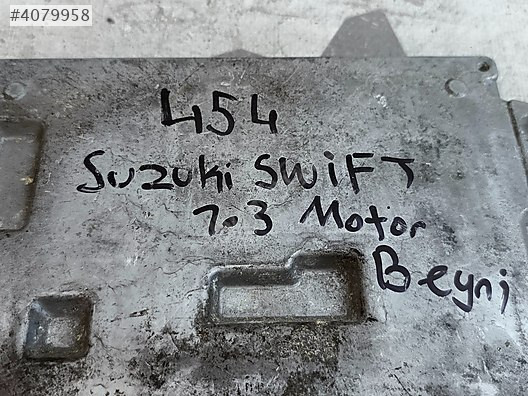 #4079958
454
Suzuki SWiFT
1.3 Motor
Beyni